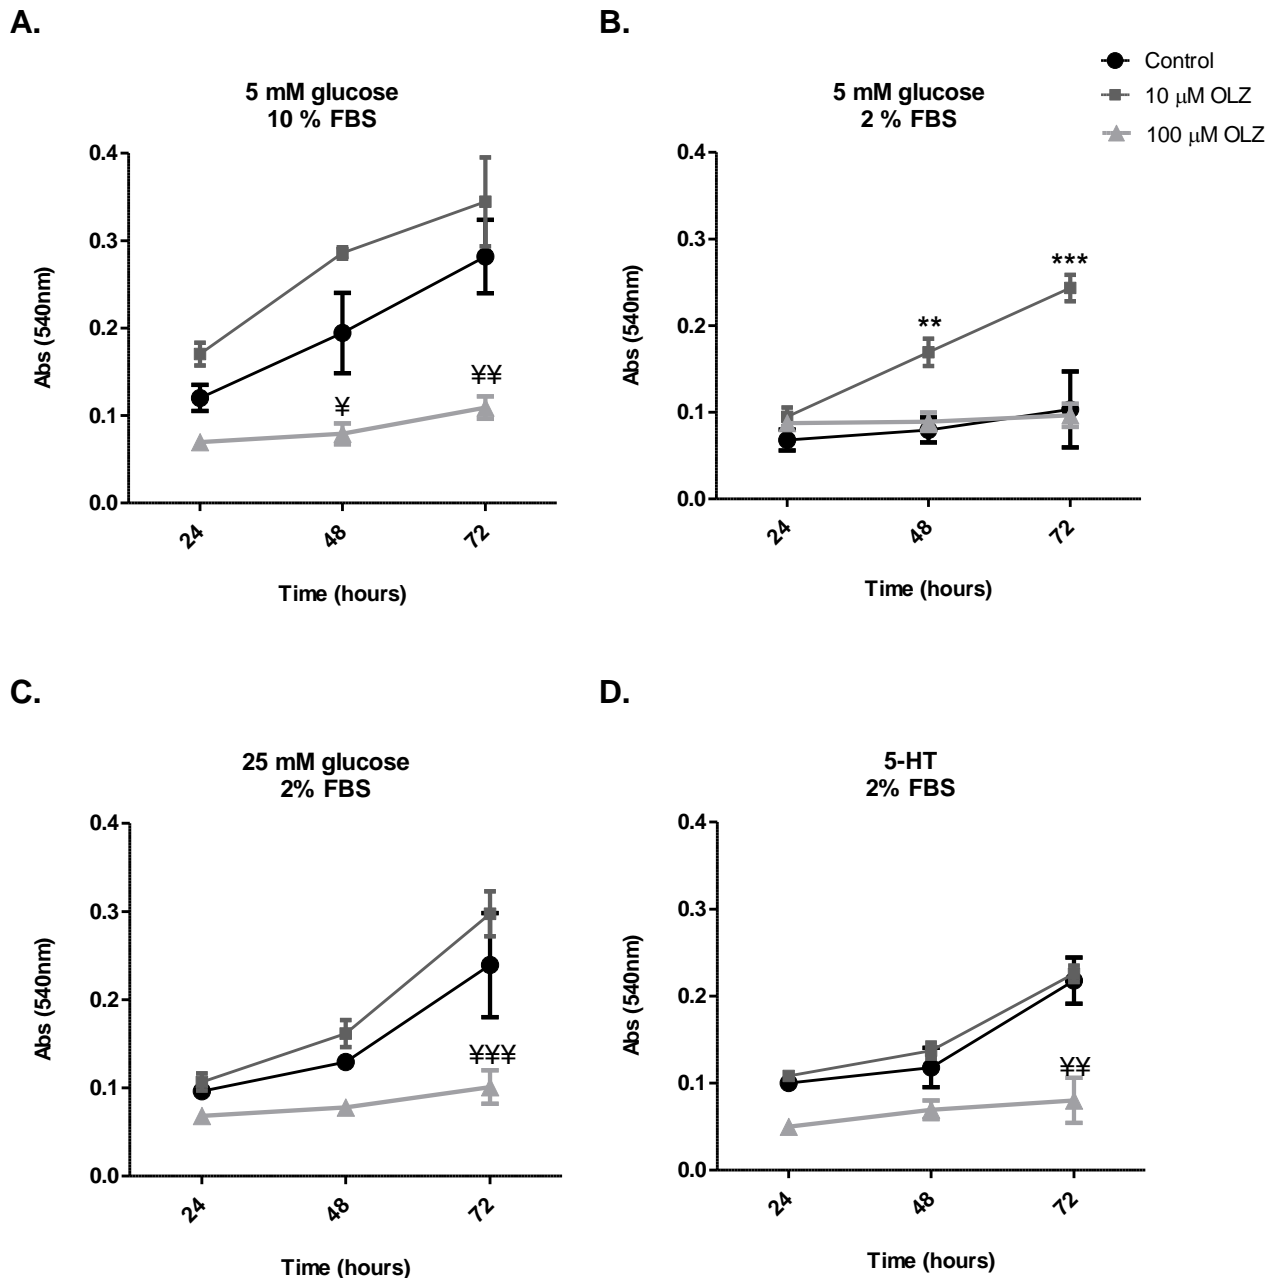 A.
B.
Control
10 μM OLZ
100 μM OLZ
5 mM glucose
10 % FBS
0.4
0.3
0.2
0.1
0.0
Abs (540nm)
¥
¥¥
24
48
72
Time (hours)
5 mM glucose
2 % FBS
0.4
0.3
0.2
0.1
0.0
Abs (540nm)
**
***
24
48
72
Time (hours)
C.
D.
25 mM glucose
2% FBS
0.4
0.3
0.2
0.1
0.0
Abs (540nm)
¥¥¥
24
48
72
Time (hours)
5-HT
2% FBS
0.4
0.3
0.2
0.1
0.0
Abs (540nm)
¥¥
24
48
72
Time (hours)